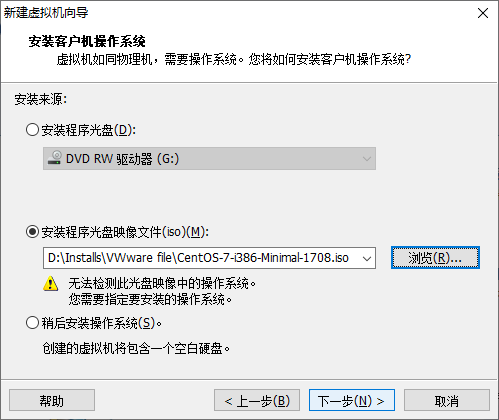 新建虚拟机向导
安装客户机操作系统
虚拟机如同物理机，需要操作系统。您将如何安装客户机操作系统?
安装来源:
安装程序光盘(D):
DVD RW 驱动器 (G:)
安装程序光盘映像文件(iso)(M):
D:\Installs\VWware file\CentOS-7-i386-Minimal-1708.iso
浏览(R)...
无法检测此光盘映像中的操作系统。
您需要指定要安装的操作系统。
稍后安装操作系统(S)。
创建的虚拟机将包含一个空白硬盘。
帮助
< 上一步(B)
下一步(N) >
取消